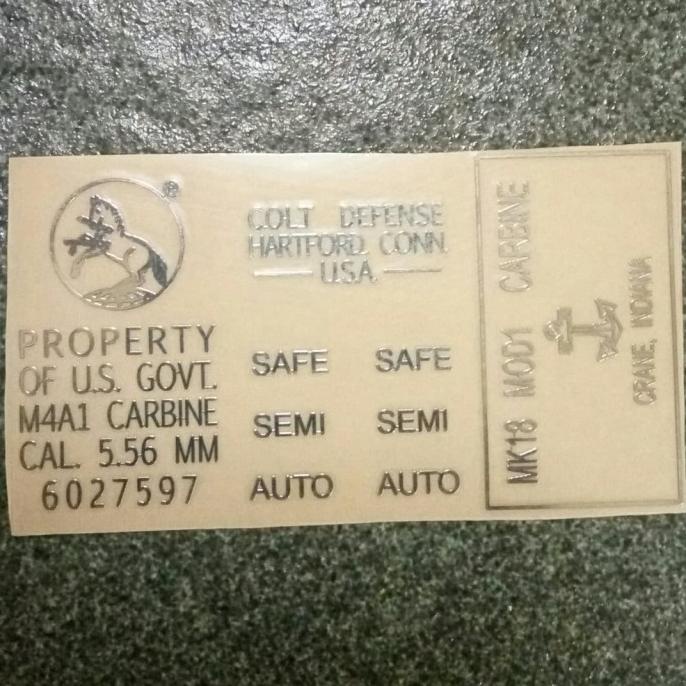 ®
PROPERTY
OF U.S. GOVT.
M4A1 CARBINE
CAL. 5.56 MM
6027597
COLT DEFENSE
HARTFORD. CONN.
U.S.A.
SAFE SAFE
SEMI SEMI
AUTO AUTO
MK18 MOD1 CARBINE
CRANE, INDIANA